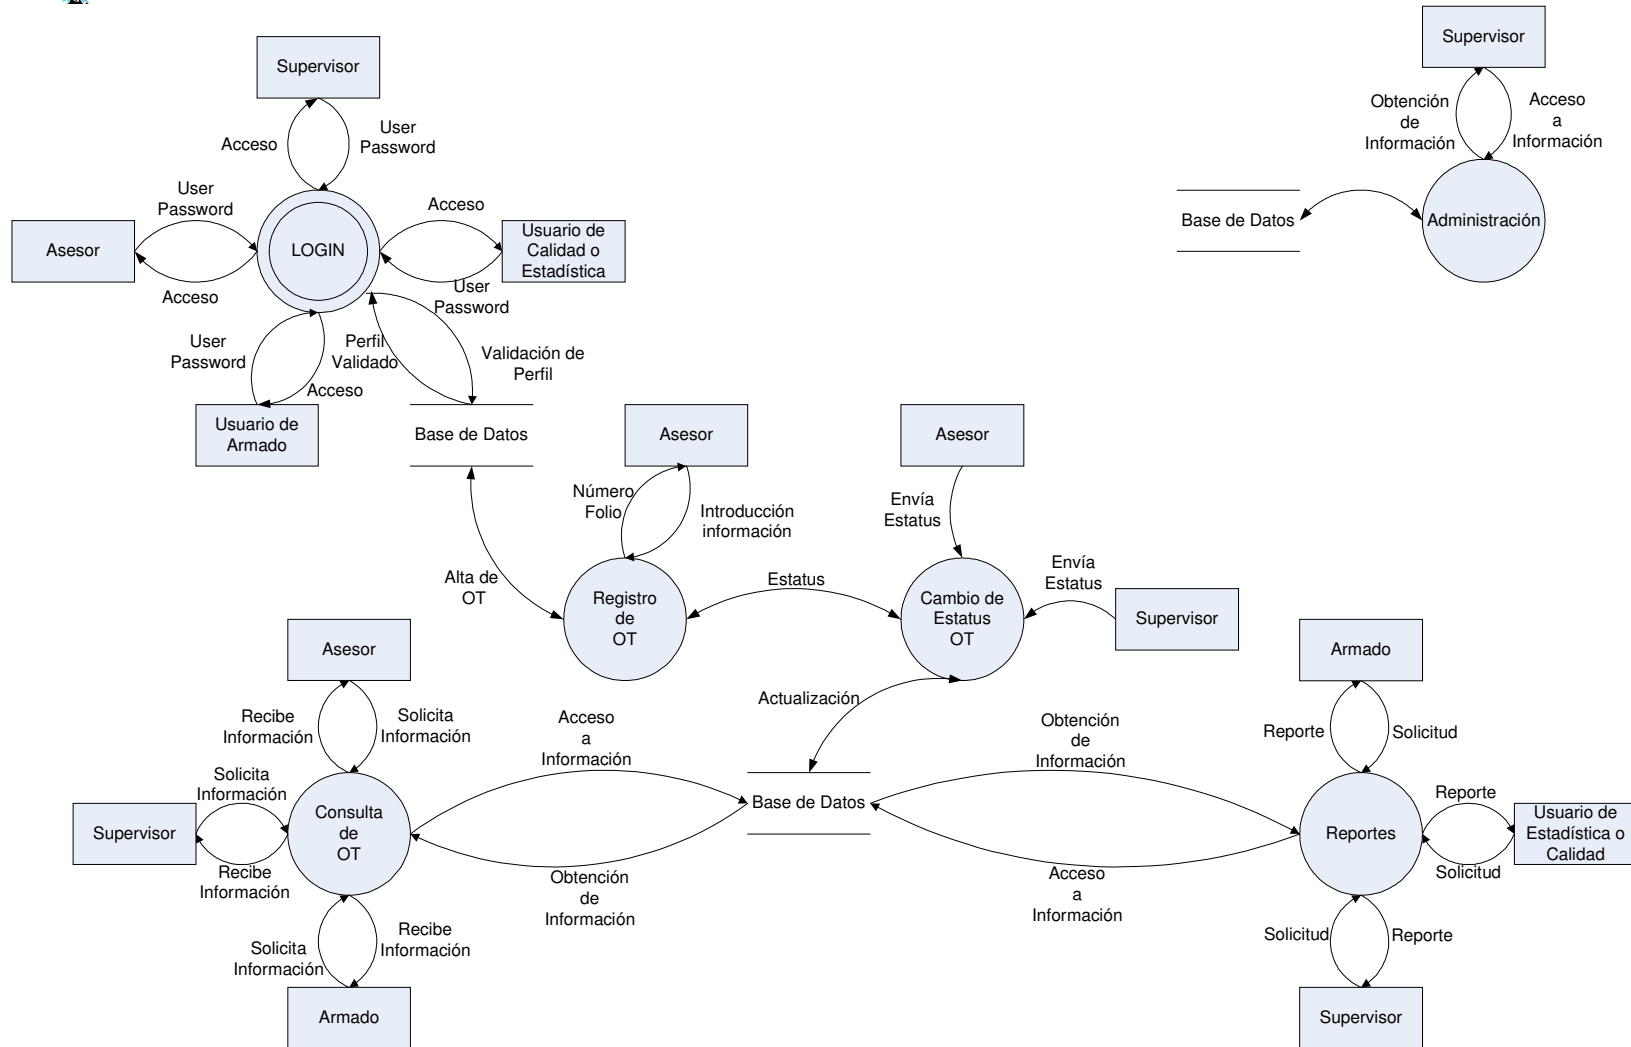 Supervisor
Acceso
User
Password
User
Password
Asesor
Acceso
LOGIN
Acceso
Usuario de
Calidad o
Estadística
User
Password
User
Password
Perfil
Validado
Acceso
Usuario de
Armado
Validación de
Perfil
Base de Datos
Supervisor
Obtención
de
Información
Acceso
a
Información
Base de Datos
Administración
Asesor
Número
Folio
Introducción
información
Alta de
OT
Registro
de
OT
Estatus
Asesor
Envía
Estatus
Cambio de
Estatus
OT
Envía
Estatus
Supervisor
Actualización
Asesor
Recibe
Información
Solicita
Información
Solicita
Información
Supervisor
Recibe
Información
Consulta
de
OT
Solicita
Información
Recibe
Información
Armado
Acceso
a
Información
Obtención
de
Información
Base de Datos
Obtención
de
Información
Acceso
a
Información
Armado
Reporte
Solicitud
Reportes
Reporte
Solicitud
Usuario de
Estadística o
Calidad
Solicitud
Reporte
Supervisor